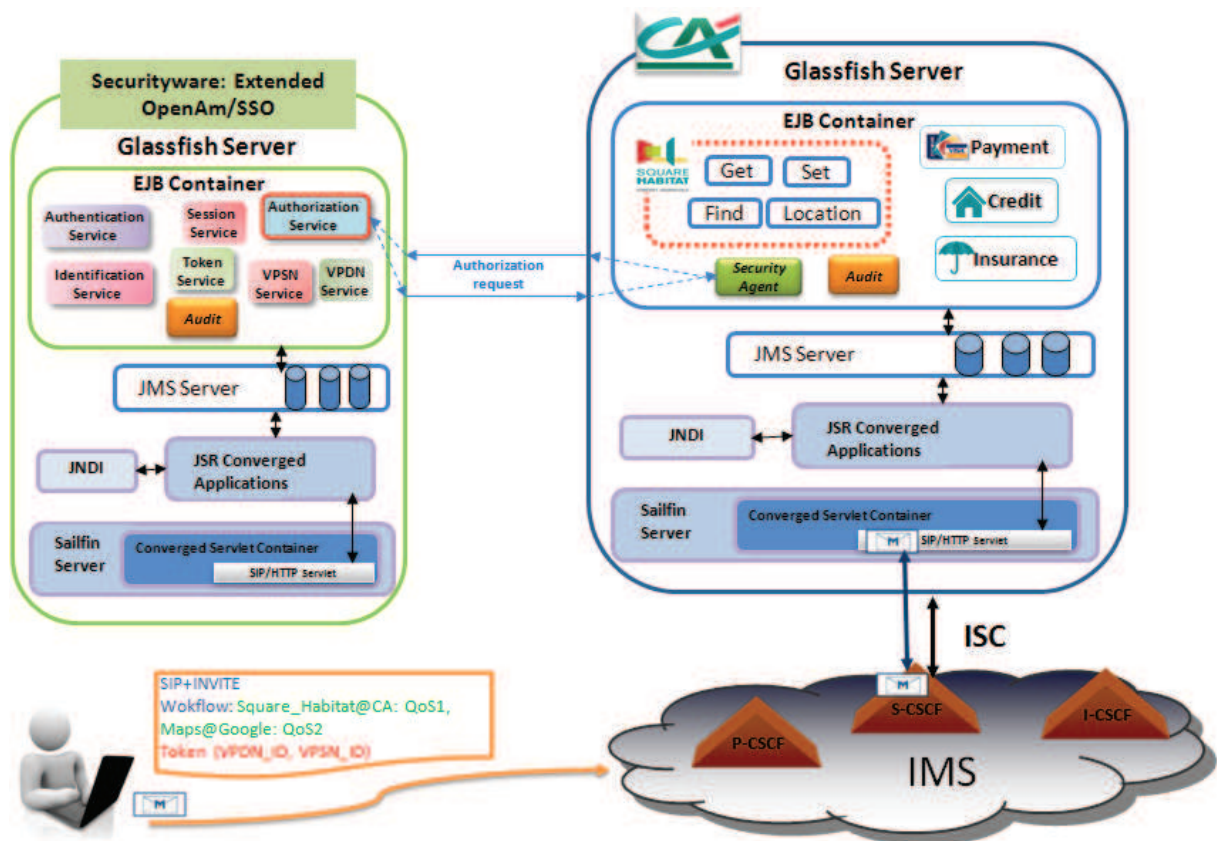 Securityware: Extended
OpenAm/SSO
Glassfish Server
EJB Container
Authentication
Service
Session
Service
Authorization
Service
Identification
Service
Token
Service
VPSN
Service
VPDN
Service
Audit
JMS Server
JNDI
JSR Converged
Applications
Sailfin
Server
Converged Servlet Container
SIP/HTTP Servlet
Authorization
request
CA
Glassfish Server
EJB Container
SQUARE
HABITAT
Get
Set
Find
Location
Payment
Credit
Insurance
Security
Agent
Audit
JMS Server
JNDI
JSR Converged
Applications
Sailfin
Server
Converged Servlet Container
M
SIP/HTTP Servlet
ISC
SIP+INVITE
Wokflow: Square_Habitat@CA: QoS1,
Maps@Google: QoS2
Token (VPDN_ID, VPSN_ID)
M
M
S-CSCF
P-CSCF
I-CSCF
IMS